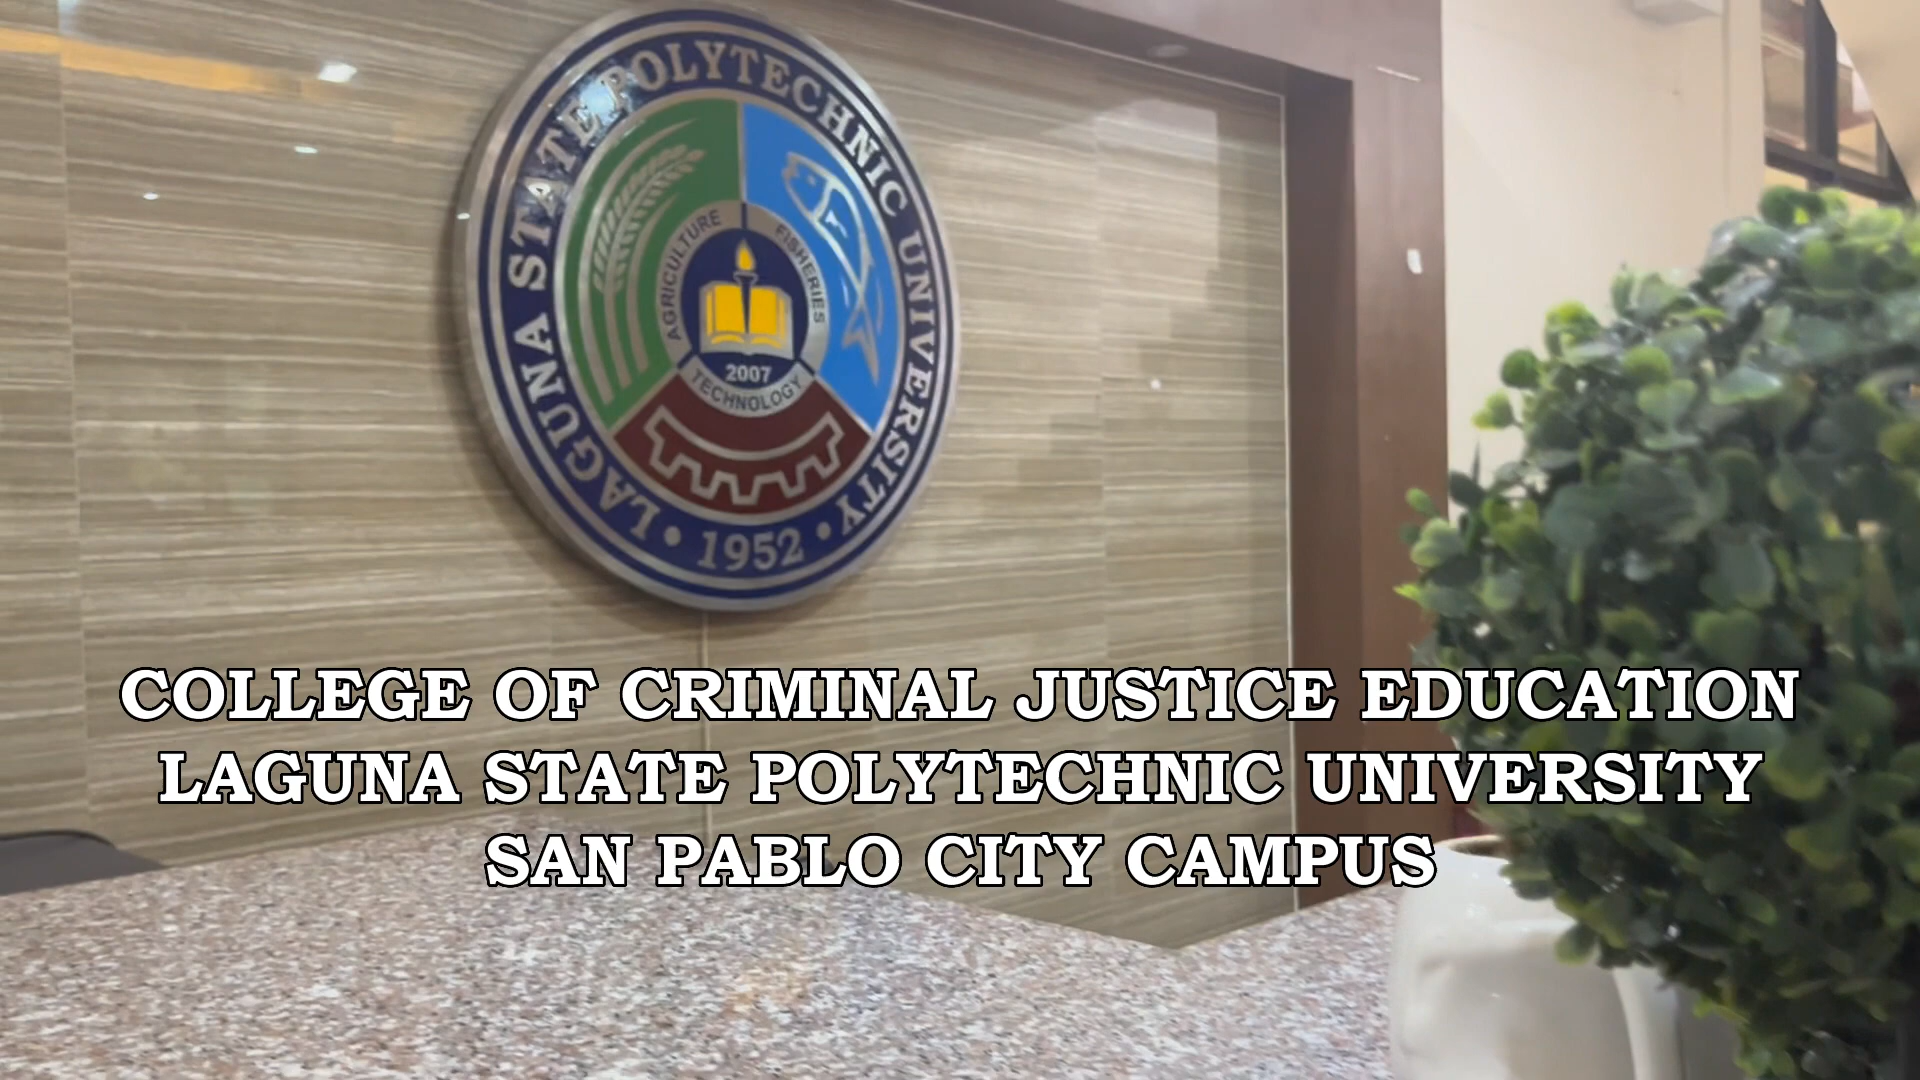 LAGUNA STATE POLYTECHNIC UNIVERSITY
AGRICULTURE
FISHERIES
2007
TECHNOLOGY
• 1952 •
COLLEGE OF CRIMINAL JUSTICE EDUCATION
LAGUNA STATE POLYTECHNIC UNIVERSITY
SAN PABLO CITY CAMPUS